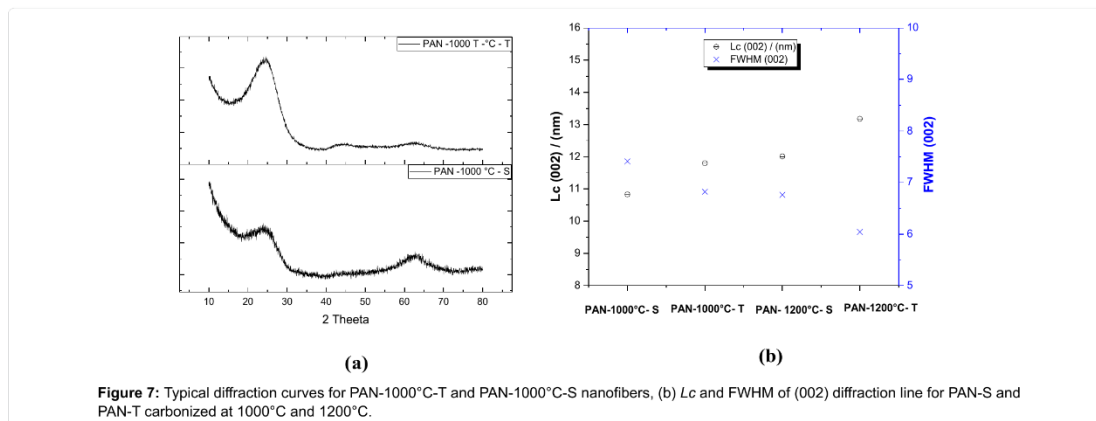 PAN -1000 T -°C - T
PAN -1000 °C - S
10 20 30 40 50 60 70 80
2 Theeta
(a)
Lc (002) / (nm)
FWHM (002)
16
15
14
13
12
11
10
9
8
Lc (002) / (nm)
10
9
8
7
6
5
FWHM (002)
PAN-1000°C- S PAN-1000°C- T PAN- 1200°C- S PAN-1200°C- T
(b)
Figure 7: Typical diffraction curves for PAN-1000°C-T and PAN-1000°C-S nanofibers, (b) Lc and FWHM of (002) diffraction line for PAN-S and
PAN-T carbonized at 1000°C and 1200°C.